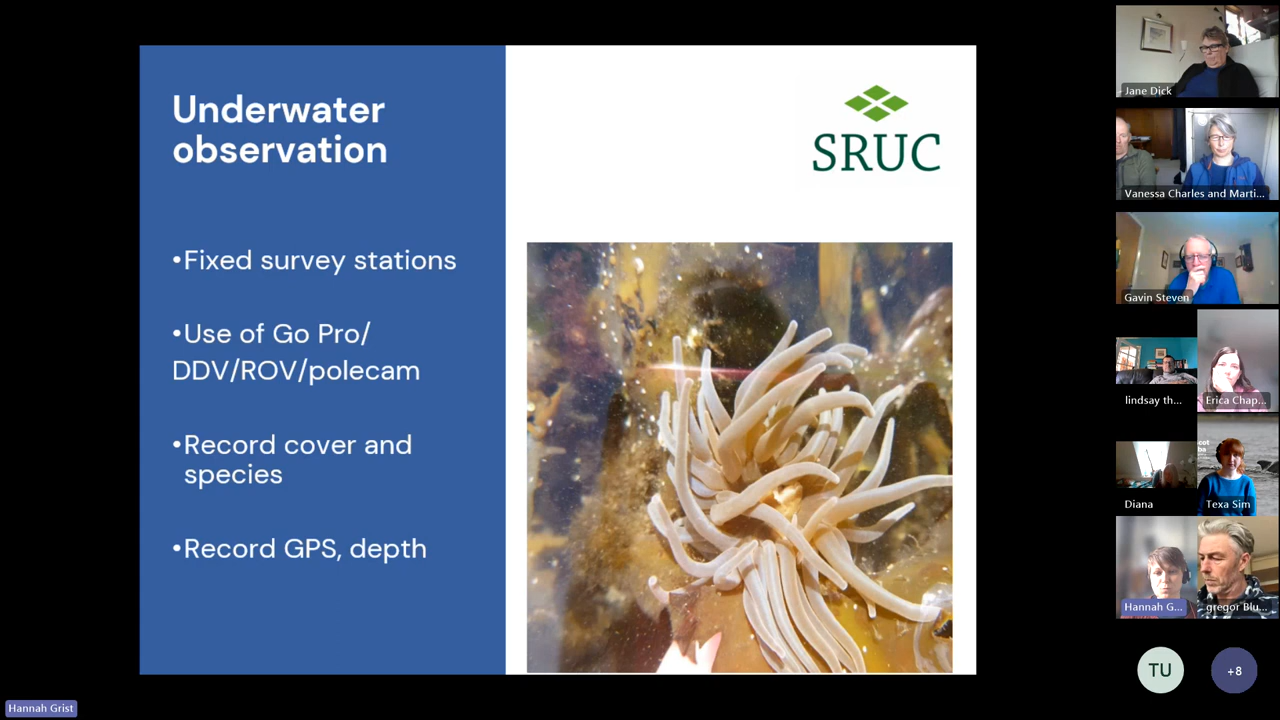 Underwater
observation
•Fixed survey stations
•Use of Go Pro/
DDV/ROV/polecam
•Record cover and
species
•Record GPS, depth
SRUC
Jane Dick
Vanessa Charles and Marti...
Gavin Steven
lindsay th...
Erica Chap...
Diana
Texa Sim
Hannah G...
gregor Blu...
TU
+8
Hannah Grist